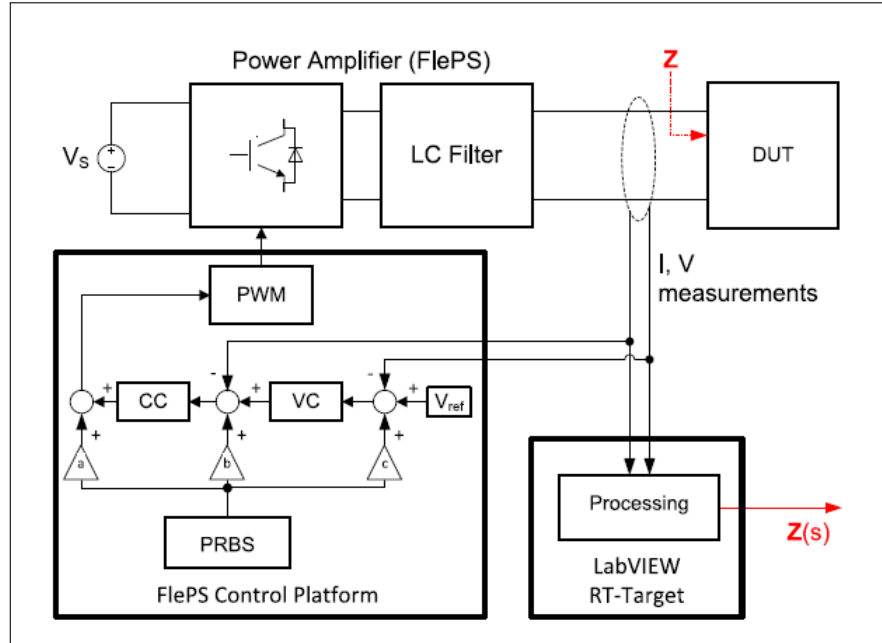 Power Amplifier (FlePS)
Z
VS
+
-
LC Filter
DUT
I, V
measurements
PWM
-
-
+
CC
+
VC
+
Vref
+
+
+
+
a
b
c
PRBS
FlePS Control Platform
Processing
Z(s)
LabVIEW
RT-Target